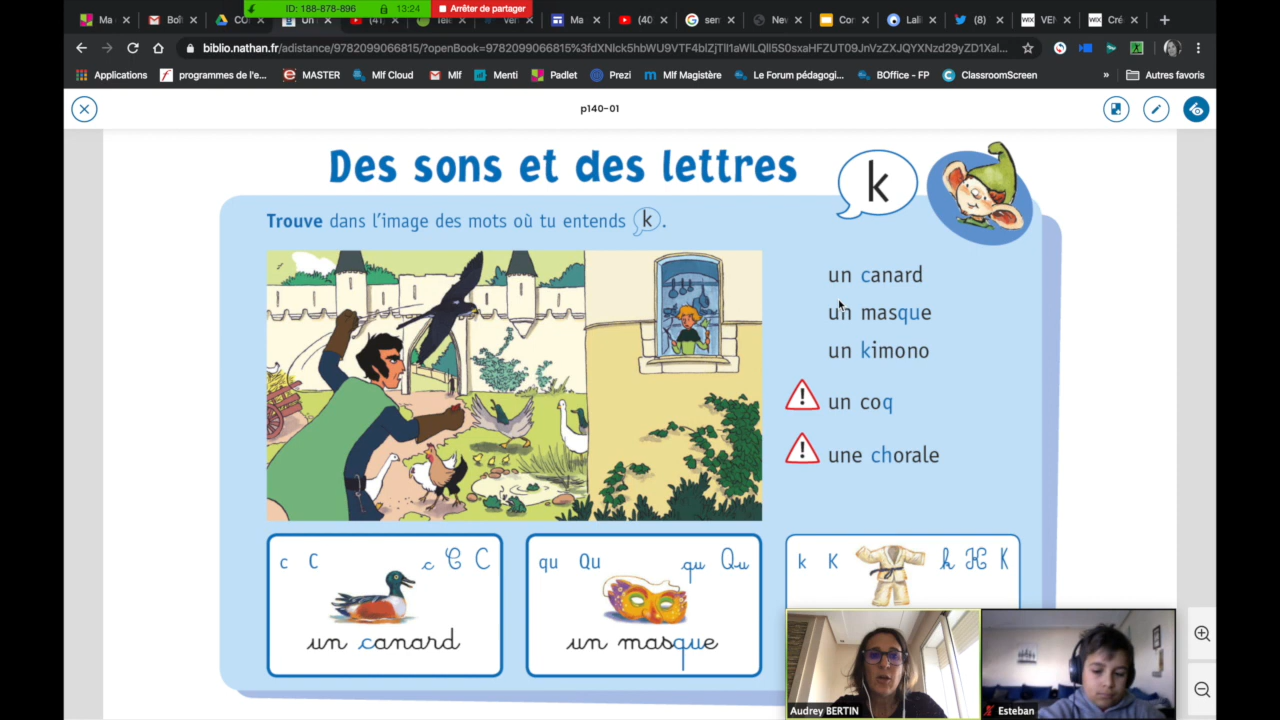 ID: 188-878-896 13:24 Arrêter de partager
biblio.nathan.fr/adistance/9782099066815/?openBook=9782099066815%3fdXNlck5hbWU9VTF4blZjTll1aWlLQll5S0sxaHFZUT09JnVzZXJQYXNzd29yZD1Xal...
Applications programmes de l'e... MASTER Mlf Cloud Mlf Menti Padlet Prezi Mlf Magistère Le Forum pédagogi... BOffice - FP ClassroomScreen » Autres favoris
p140-01
Des sons et des lettres
k
Trouve dans l'image des mots où tu entends k.
un canard
un masque
un kimono
! un coq
! une chorale
c C c C C
un canard
qu Qu qu Qu
un masque
k K k K K
Audrey BERTIN
Esteban